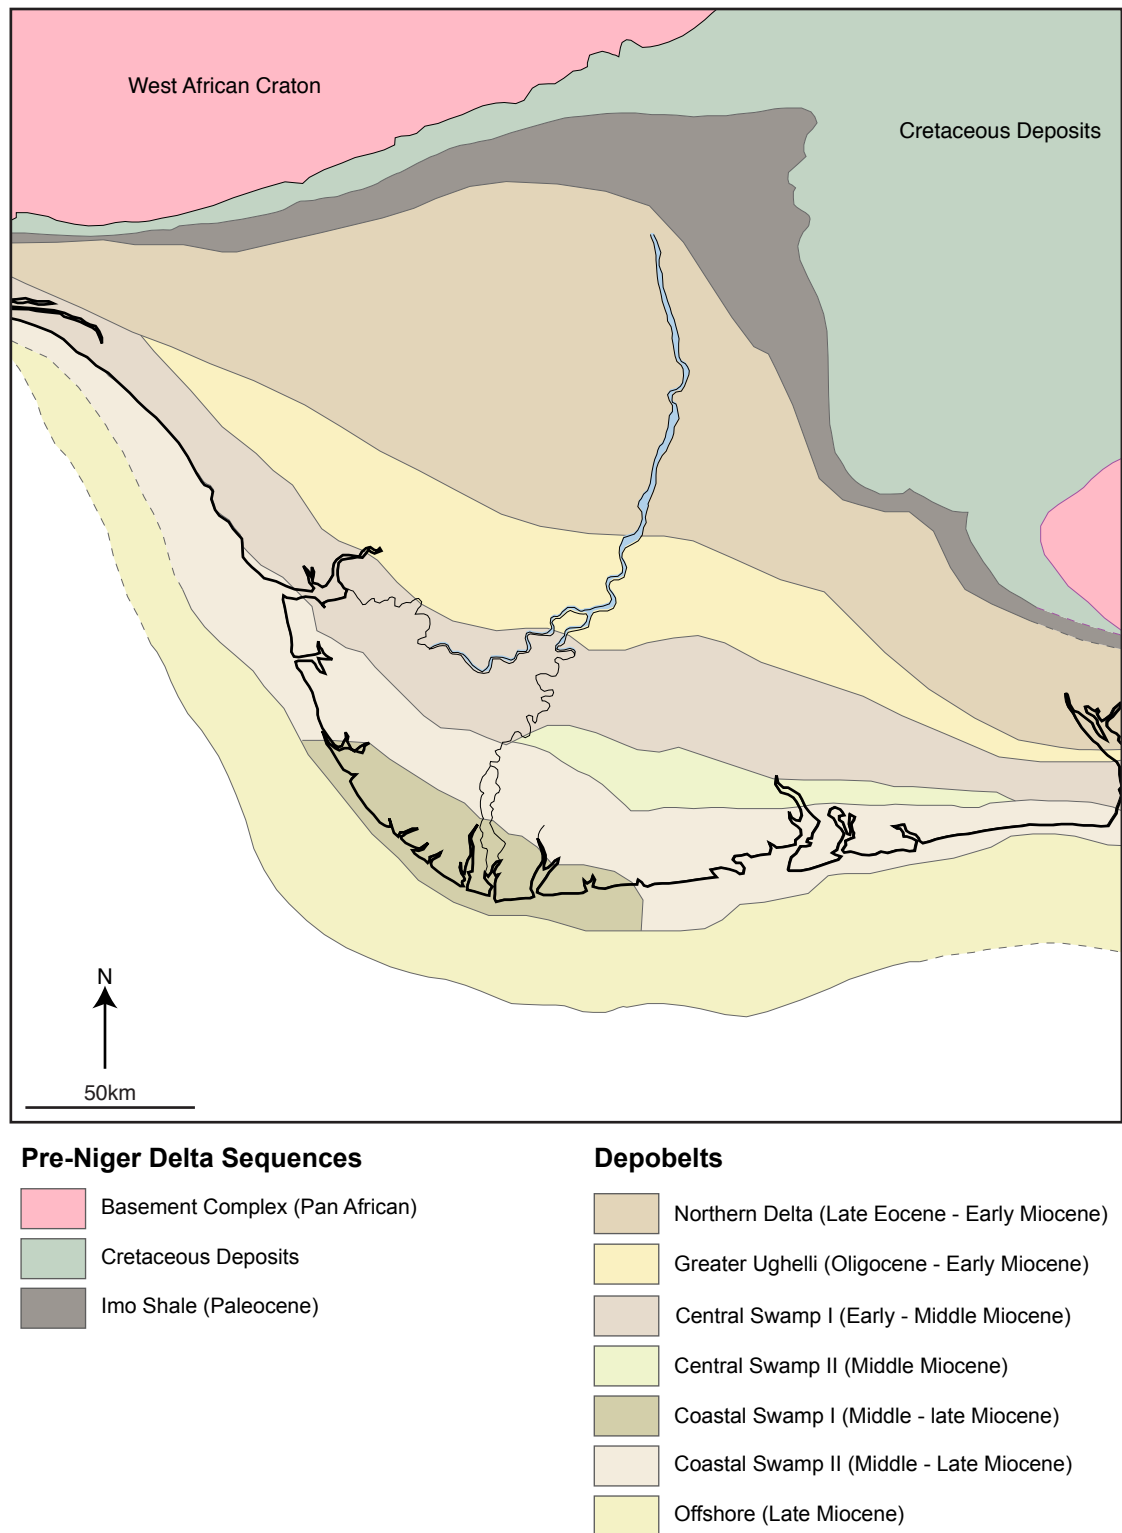 West African Craton
Cretaceous Deposits
N
50km
Pre-Niger Delta Sequences
Basement Complex (Pan African)
Cretaceous Deposits
Imo Shale (Paleocene)
Depobelts
Northern Delta (Late Eocene - Early Miocene)
Greater Ughelli (Oligocene - Early Miocene)
Central Swamp I (Early - Middle Miocene)
Central Swamp II (Middle Miocene)
Coastal Swamp I (Middle - late Miocene)
Coastal Swamp II (Middle - Late Miocene)
Offshore (Late Miocene)